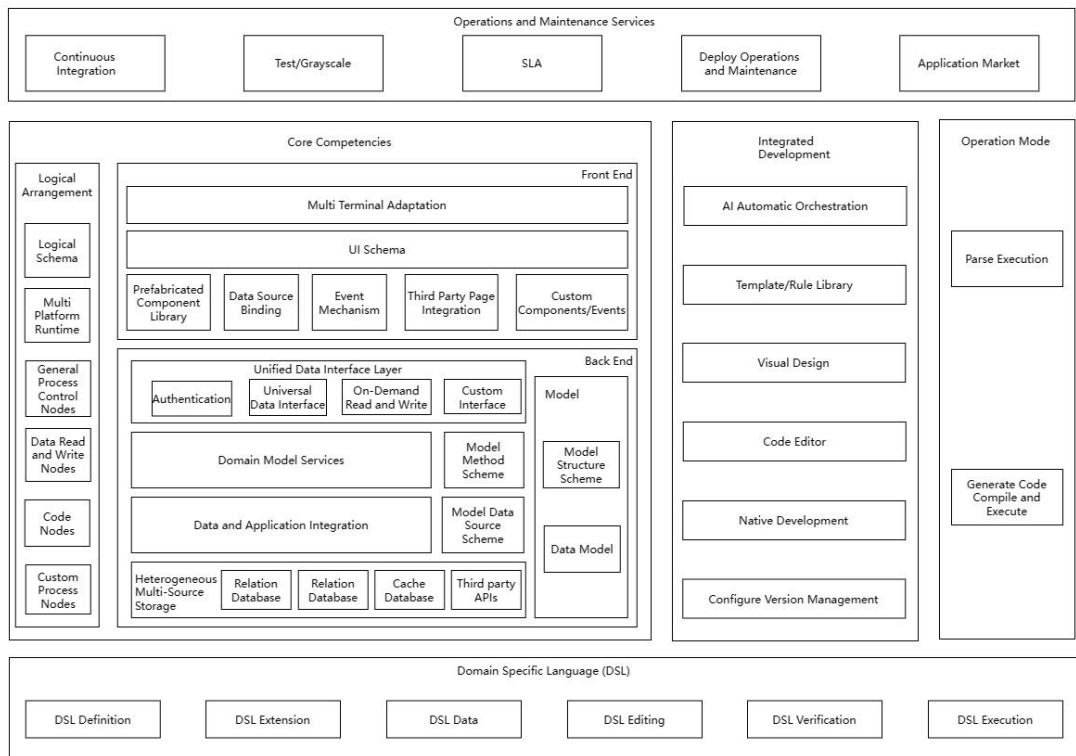 Operations and Maintenance Services
Continuous
Integration
Test/Grayscale
SLA
Deploy Operations
and Maintenance
Application Market
Core Competencies
Logical
Arrangement
Logical
Schema
Multi
Platform
Runtime
General
Process
Control
Nodes
Data Read
and Write
Nodes
Code
Nodes
Custom
Process
Nodes
Front End
Multi Terminal Adaptation
UI Schema
Prefabricated
Component
Library
Data Source
Binding
Event
Mechanism
Third Party Page
Integration
Custom
Components/Events
Back End
Unified Data Interface Layer
Authentication
Universal
Data Interface
On-Demand
Read and Write
Custom
Interface
Domain Model Services
Model
Method
Scheme
Data and Application Integration
Model Data
Source
Scheme
Heterogeneous
Multi-Source
Storage
Relation
Database
Relation
Database
Cache
Database
Third party
APIs
Model
Model
Structure
Scheme
Data Model
Integrated
Development
AI Automatic Orchestration
Template/Rule Library
Visual Design
Code Editor
Native Development
Configure Version Management
Operation Mode
Parse Execution
Generate Code
Compile and
Execute
Domain Specific Language (DSL)
DSL Definition
DSL Extension
DSL Data
DSL Editing
DSL Verification
DSL Execution